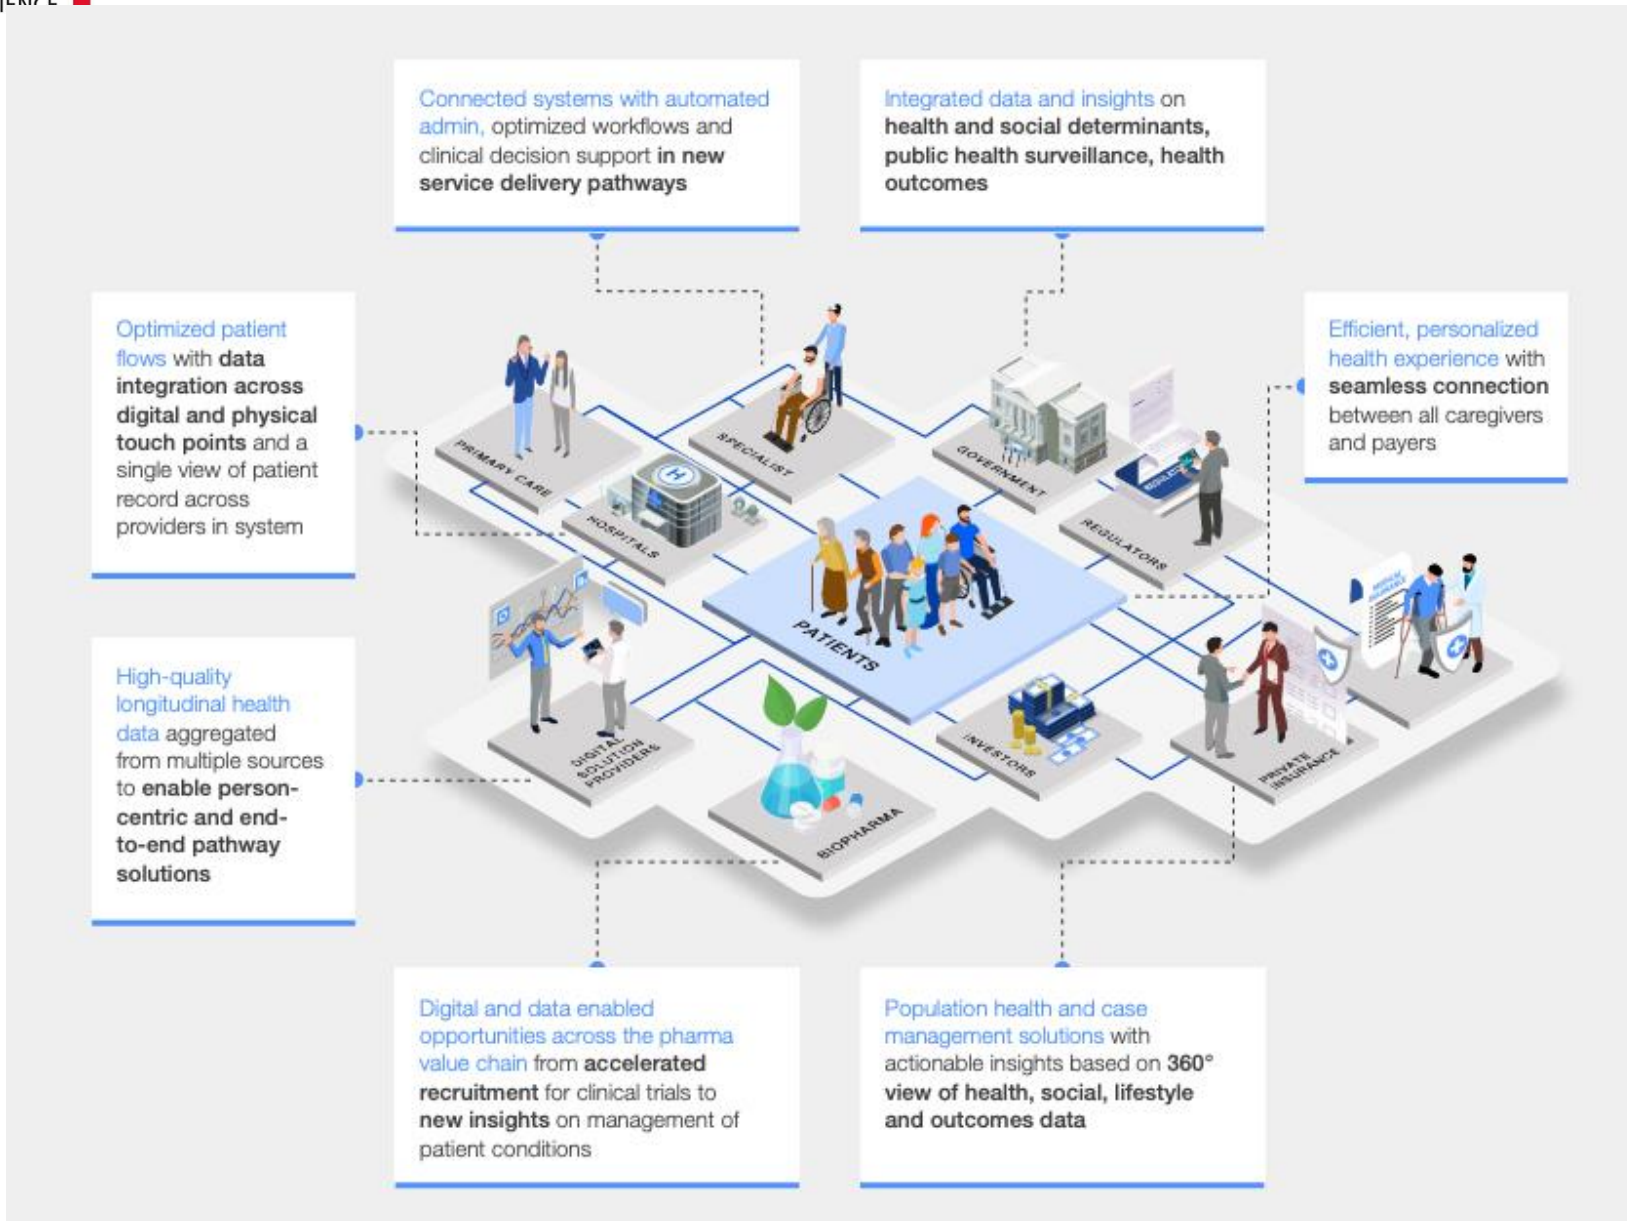 Connected systems with automated
admin, optimized workflows and
clinical decision support in new
service delivery pathways
Integrated data and insights on
health and social determinants,
public health surveillance, health
outcomes
Optimized patient
flows with data
integration across
digital and physical
touch points and a
single view of patient
record across
providers in system
Efficient, personalized
health experience with
seamless connection
between all caregivers
and payers
PRIMARY CARE
SPECIALIST
GOVERNMENT
HOSPITALS
REGULATORS
PATIENTS
DIGITAL
SOLUTION
PROVIDERS
INVESTORS
PRIVATE
INSURANCE
BIOPHARMA
High-quality
longitudinal health
data aggregated
from multiple sources
to enable person-
centric and end-
to-end pathway
solutions
Digital and data enabled
opportunities across the pharma
value chain from accelerated
recruitment for clinical trials to
new insights on management of
patient conditions
Population health and case
management solutions with
actionable insights based on 360°
view of health, social, lifestyle
and outcomes data